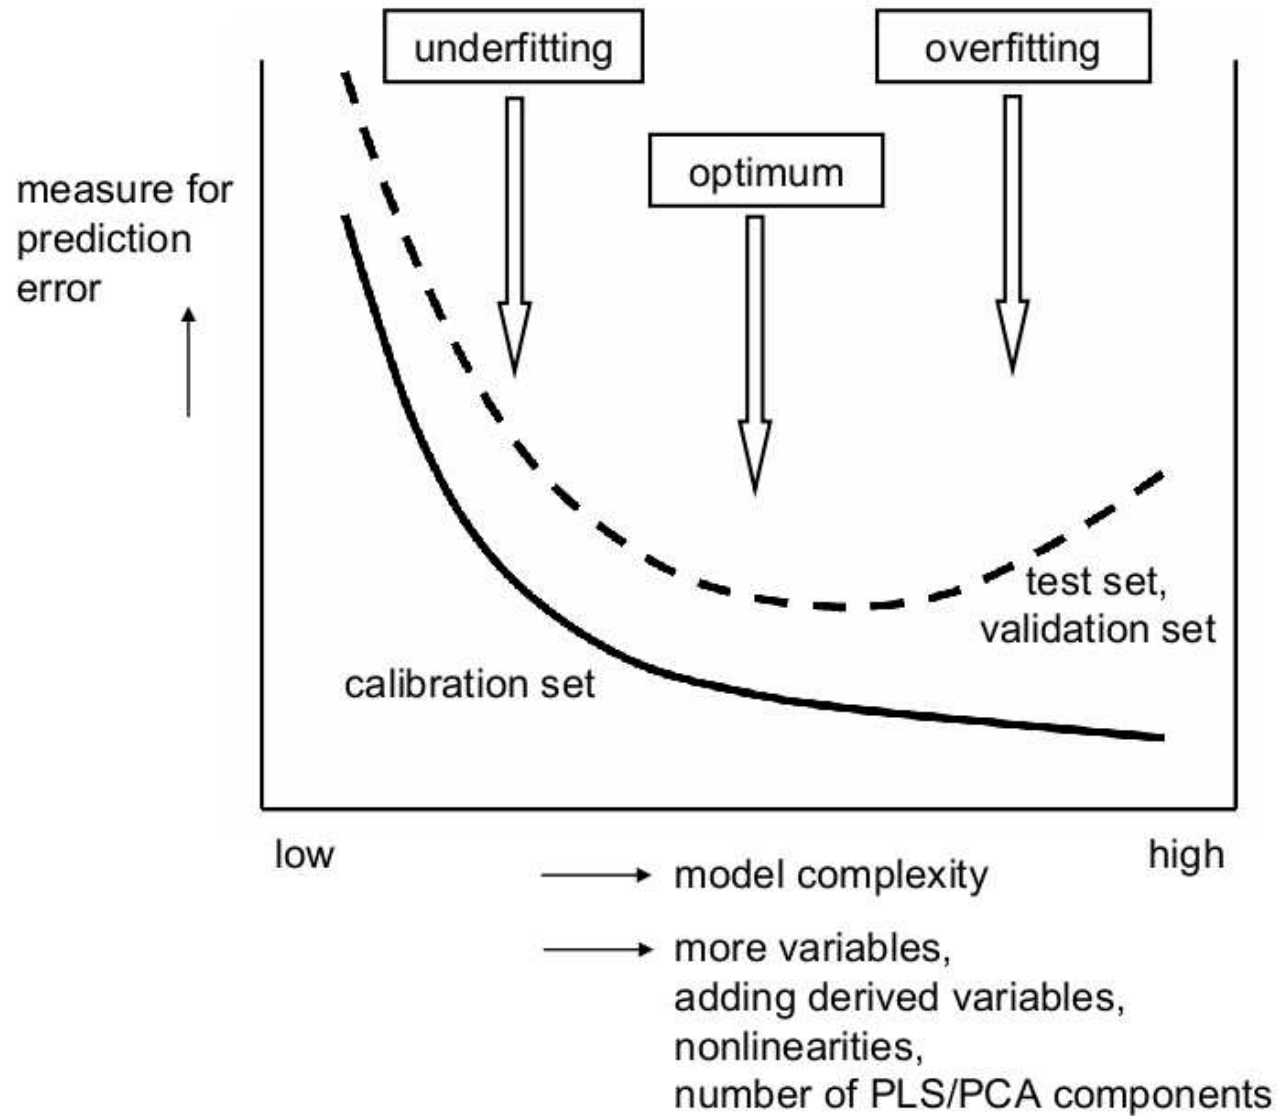 underfitting
overfitting
optimum
measure for
prediction
error
test set,
validation set
calibration set
low
high
model complexity
more variables,
adding derived variables,
nonlinearities,
number of PLS/PCA components